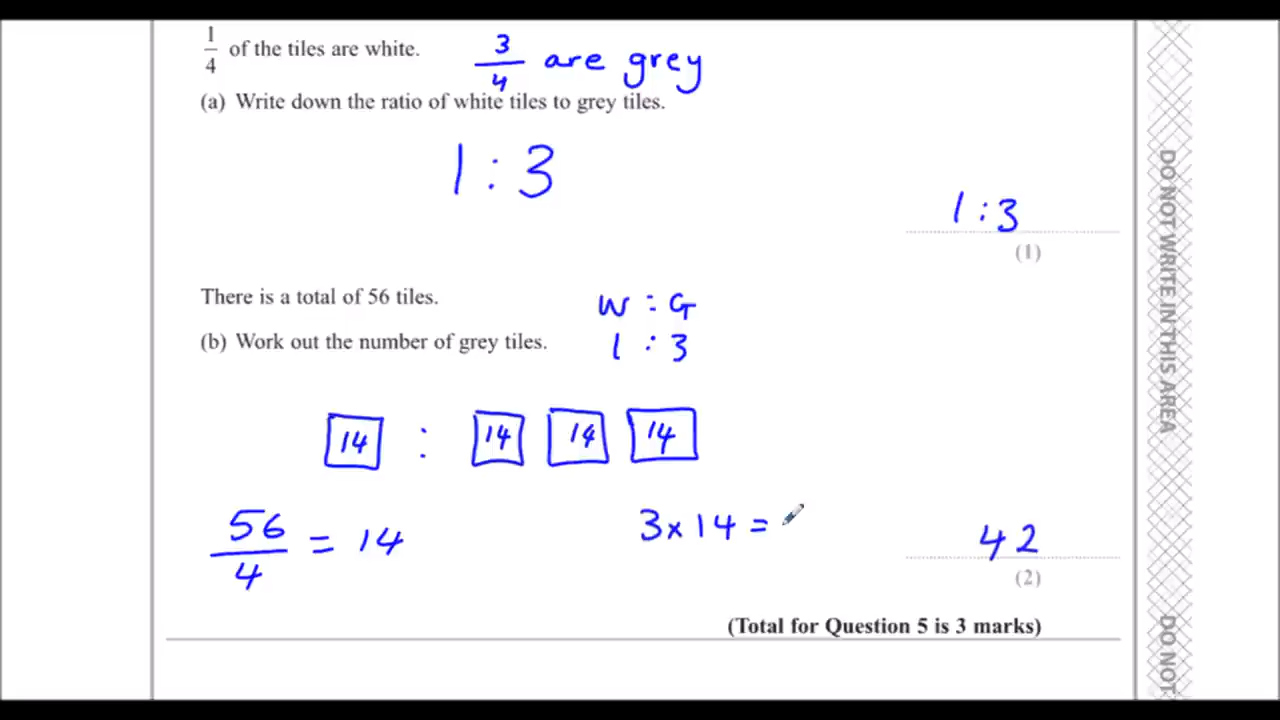 1/4 of the tiles are white. 3/4 are grey
(a) Write down the ratio of white tiles to grey tiles.
1 : 3
1 : 3
(1)
There is a total of 56 tiles.
W : G
(b) Work out the number of grey tiles.
1 : 3
14 : 14 14 14
56/4 = 14
3 x 14 =
42
(2)
(Total for Question 5 is 3 marks)
DO NOT WRITE IN THIS AREA
DO NOT